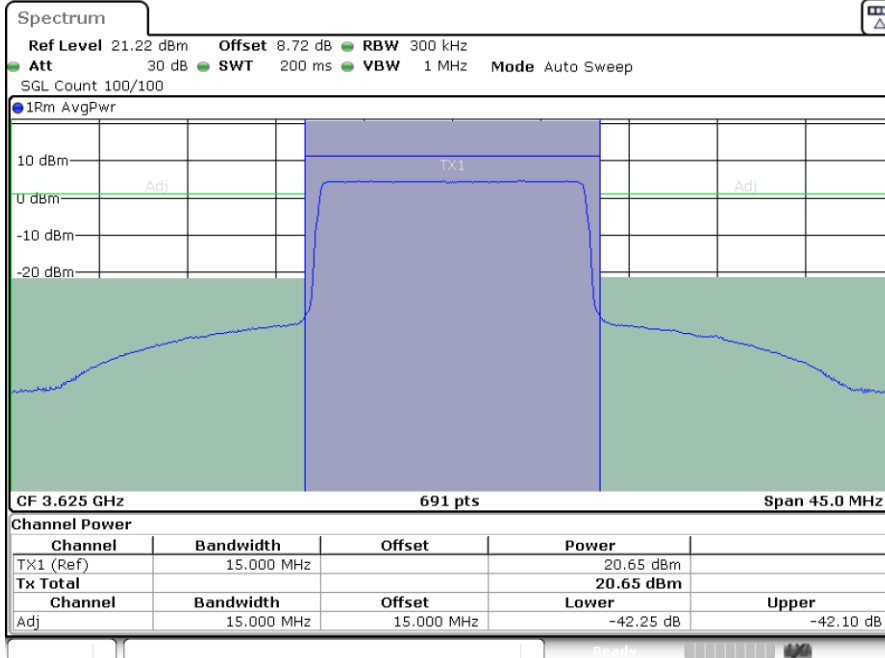 Spectrum
Ref Level 21.22 dBm Offset 8.72 dB RBW 300 kHz
Att 30 dB SWT 200 ms VBW 1 MHz Mode Auto Sweep
SGL Count 100/100
1Rm AvgPwr
10 dBm
TX1
Adj Adj
0 dBm
-10 dBm
-20 dBm
CF 3.625 GHz 691 pts Span 45.0 MHz
Channel Power
Channel Bandwidth Offset Power
TX1 (Ref) 15.000 MHz 20.65 dBm
Tx Total 20.65 dBm
Channel Bandwidth Offset Lower Upper
Adj 15.000 MHz 15.000 MHz -42.25 dB -42.10 dB
Ready